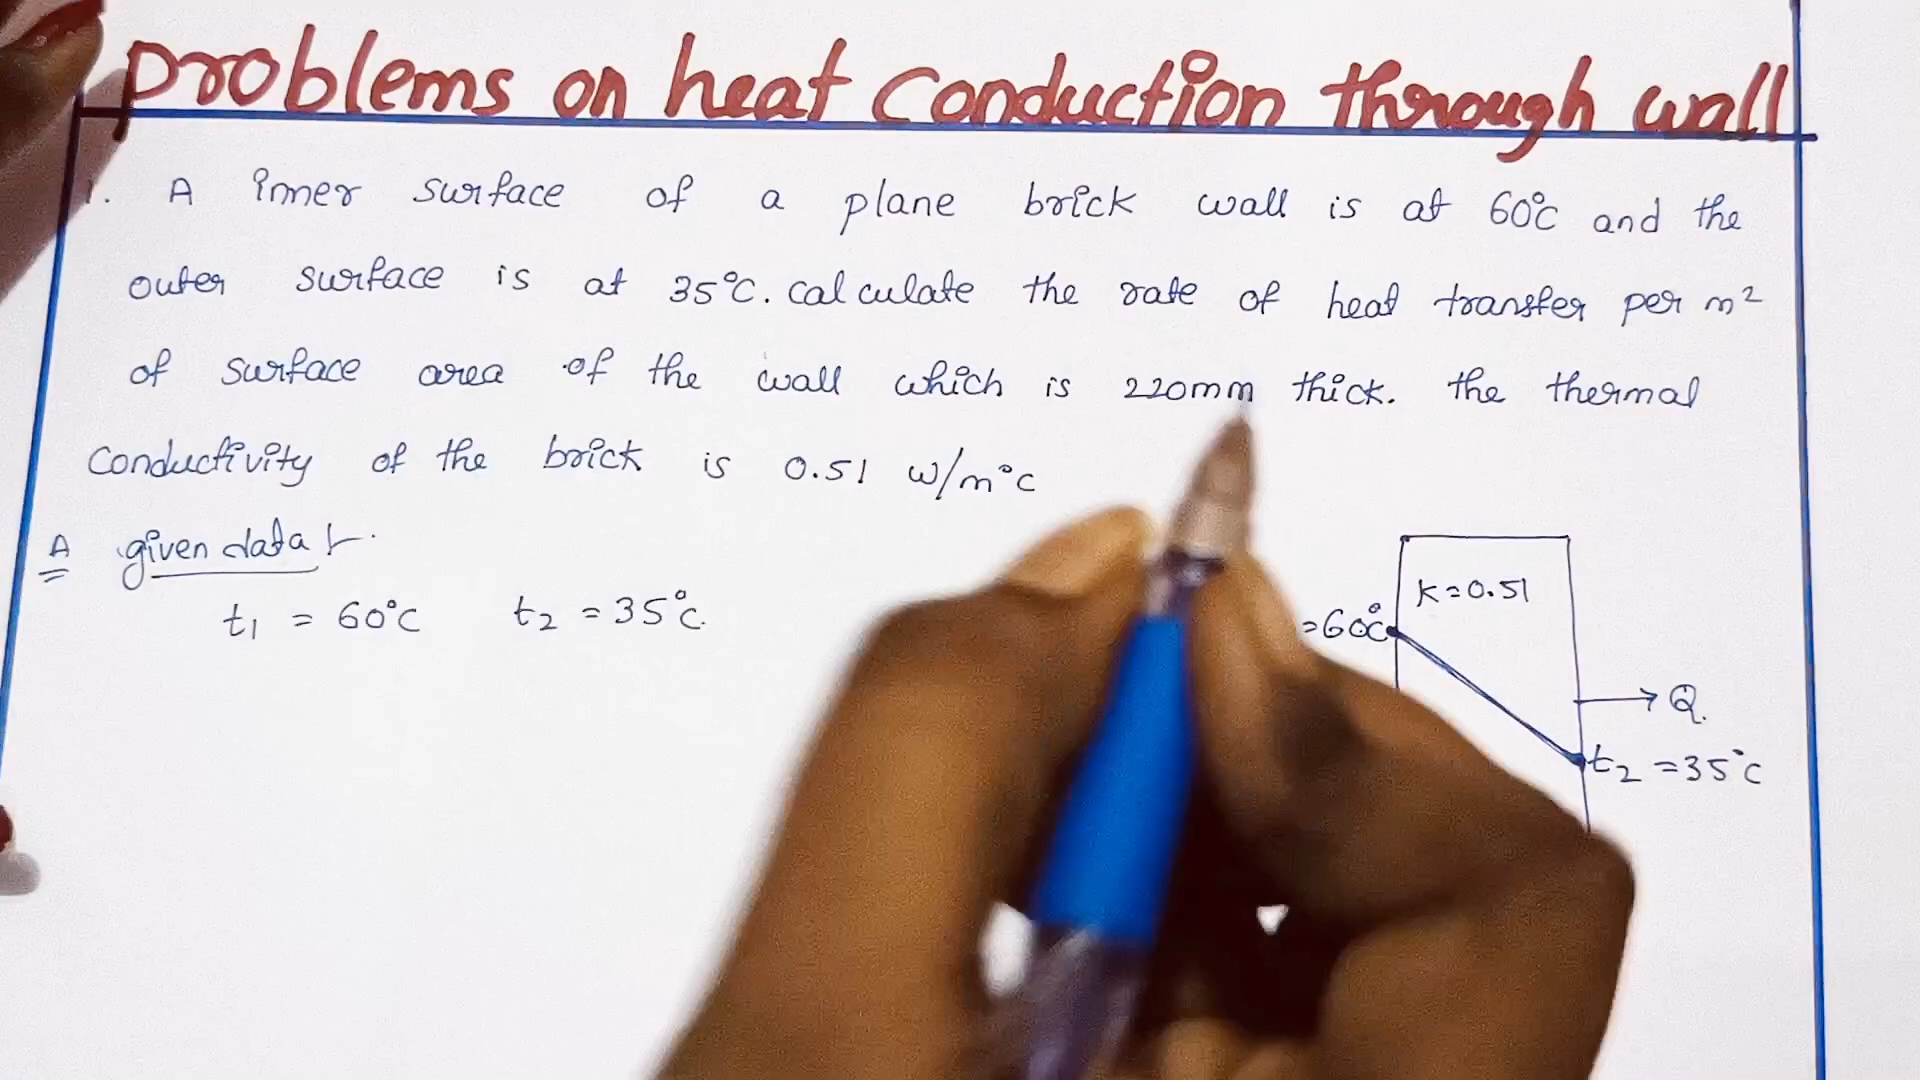 Problems on heat conduction through wall
1. A inner surface of a plane brick wall is at 60°c and the
outer surface is at 35°C. calculate the rate of heat transfer per m²
of surface area of the wall which is 220mm thick. the thermal
conductivity of the brick is 0.51 w/m°c
A given data :-
t1 = 60°c t2 = 35°c.
K=0.51
=60°c
Q.
t2 =35°c